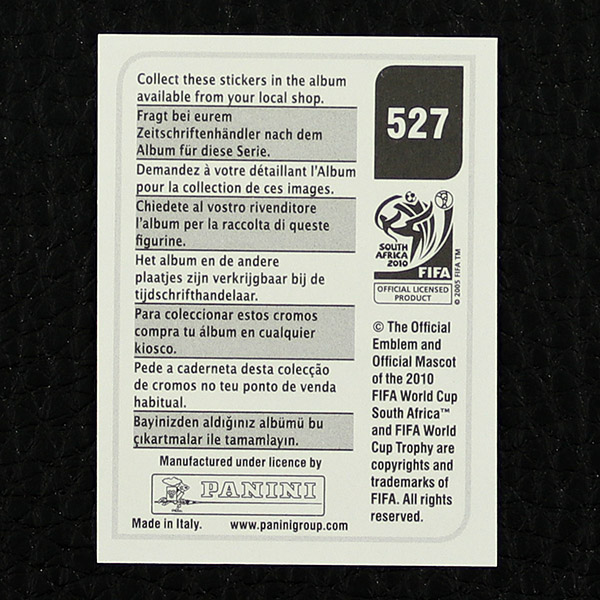 Collect these stickers in the album
available from your local shop.
Fragt bei eurem
Zeitschriftenhändler nach dem
Album für diese Serie.
Demandez à votre détaillant l'Album
pour la collection de ces images.
Chiedete al vostro rivenditore
l'album per la raccolta di queste
figurine.
Het album en de andere
plaatjes zijn verkrijgbaar bij de
tijdschrifthandelaar.
Para coleccionar estos cromos
compra tu álbum en cualquier
kiosco.
Pede a caderneta desta colecção
de cromos no teu ponto de venda
habitual.
Bayinizden aldığınız albümü bu
çıkartmalar ile tamamlayın.
Manufactured under licence by
PANINI
Made in Italy. www.paninigroup.com
527
SOUTH
AFRICA
2010
FIFA
© 2005 FIFA TM
OFFICIAL LICENSED
PRODUCT
© The Official
Emblem and
Official Mascot
of the 2010
FIFA World Cup
South Africa™
and FIFA World
Cup Trophy are
copyrights and
trademarks of
FIFA. All rights
reserved.